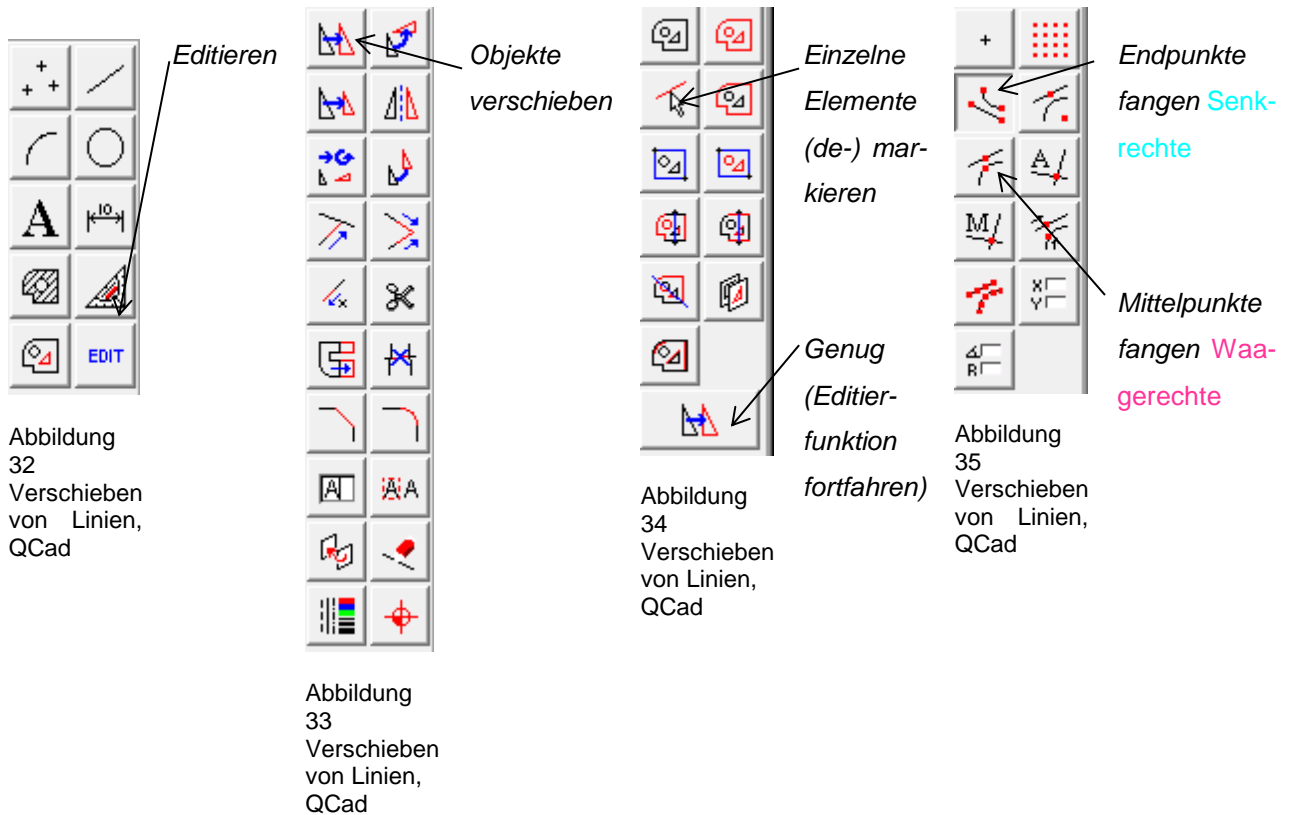 Editieren
Objekte
verschieben
Einzelne
Elemente
(de-) mar-
kieren
Genug
(Editier-
funktion
fortfahren)
Endpunkte
fangen Senk-
rechte
Mittelpunkte
fangen Waa-
gerechte
A
10
EDIT
Abbildung
32
Verschieben
von Linien,
QCad
A
A A
Abbildung
33
Verschieben
von Linien,
QCad
Abbildung
34
Verschieben
von Linien,
QCad
A
M
X
Y
R
Abbildung
35
Verschieben
von Linien,
QCad